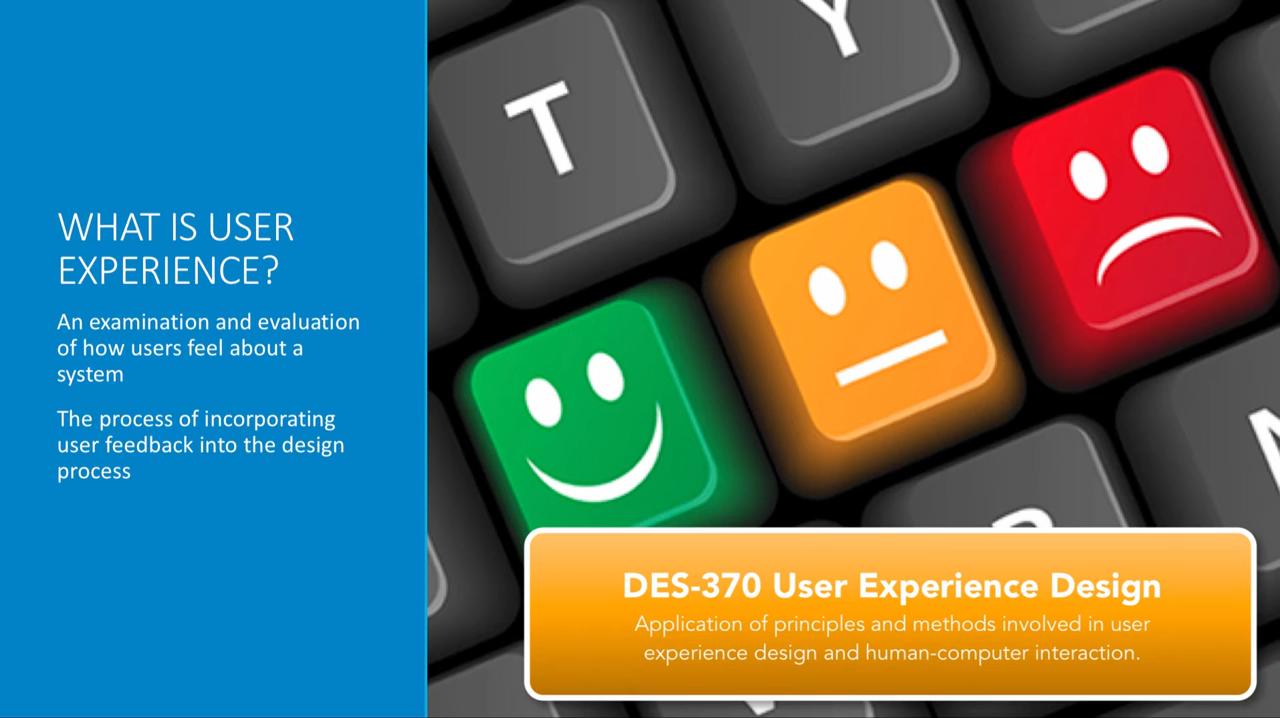 WHAT IS USER
EXPERIENCE?
An examination and evaluation
of how users feel about a
system
The process of incorporating
user feedback into the design
process
T
Y
DES-370 User Experience Design
Application of principles and methods involved in user
experience design and human-computer interaction.